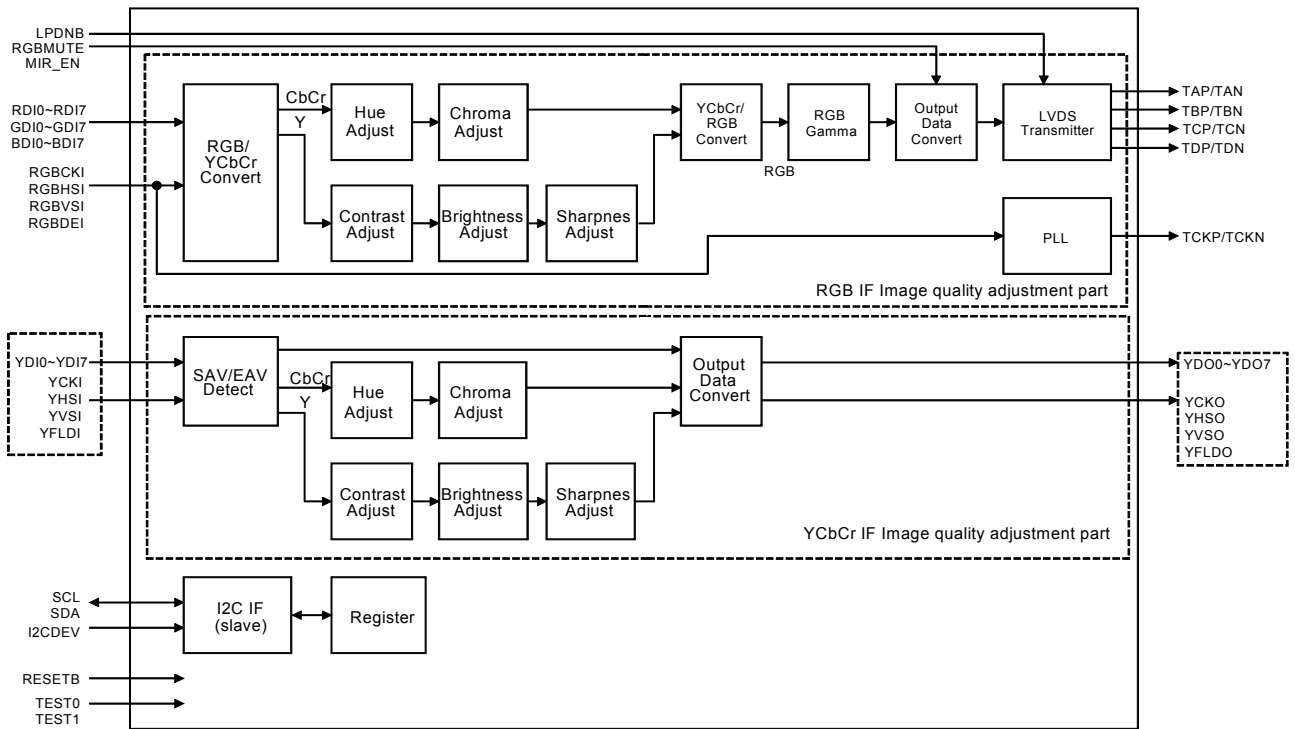 LPDNB
RGBMUTE
MIR_EN
RDI0~RDI7
GDI0~GDI7
BDI0~BDI7
RGBCKI
RGBHSI
RGBVSI
RGBDEI
RGB/
YCbCr
Convert
CbCr
Y
Hue
Adjust
Chroma
Adjust
Contrast
Adjust
Brightness
Adjust
Sharpnes
Adjust
YCbCr/
RGB
Convert
RGB
RGB
Gamma
Output
Data
Convert
LVDS
Transmitter
PLL
TAP/TAN
TBP/TBN
TCP/TCN
TDP/TDN
TCKP/TCKN
RGB IF Image quality adjustment part
YDI0~YDI7
YCKI
YHSI
YVSI
YFLDI
SAV/EAV
Detect
CbCr
Y
Hue
Adjust
Chroma
Adjust
Contrast
Adjust
Brightness
Adjust
Sharpnes
Adjust
Output
Data
Convert
YDO0~YDO7
YCKO
YHSO
YVSO
YFLDO
YCbCr IF Image quality adjustment part
SCL
SDA
I2CDEV
I2C IF
(slave)
Register
RESETB
TEST0
TEST1